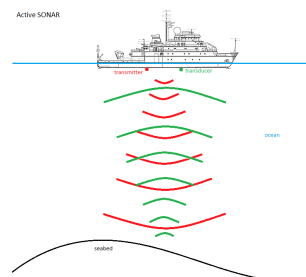 Active SONAR
transmitter
transducer
ocean
seabed